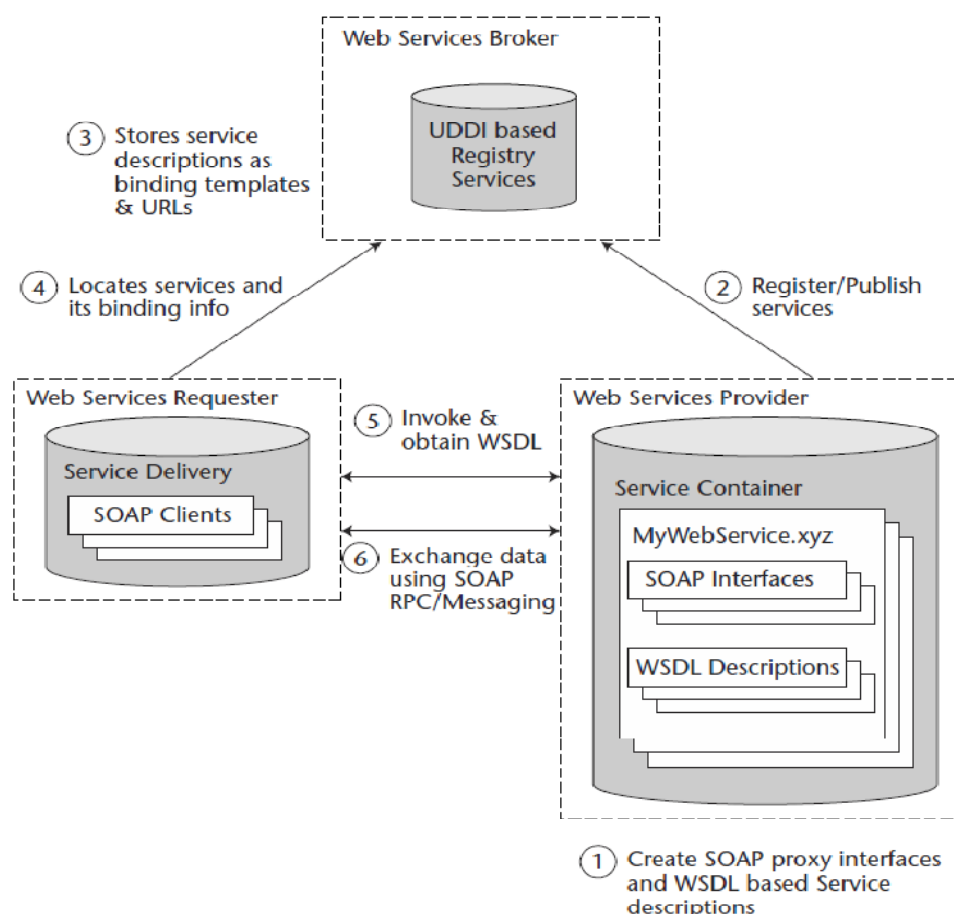 Web Services Broker
UDDI based
Registry
Services
3 Stores service
descriptions as
binding templates
& URLs
4 Locates services and
its binding info
2 Register/Publish
services
Web Services Requester
Service Delivery
SOAP Clients
5 Invoke &
obtain WSDL
6 Exchange data
using SOAP
RPC/Messaging
Web Services Provider
Service Container
MyWebService.xyz
SOAP Interfaces
WSDL Descriptions
1 Create SOAP proxy interfaces
and WSDL based Service
descriptions